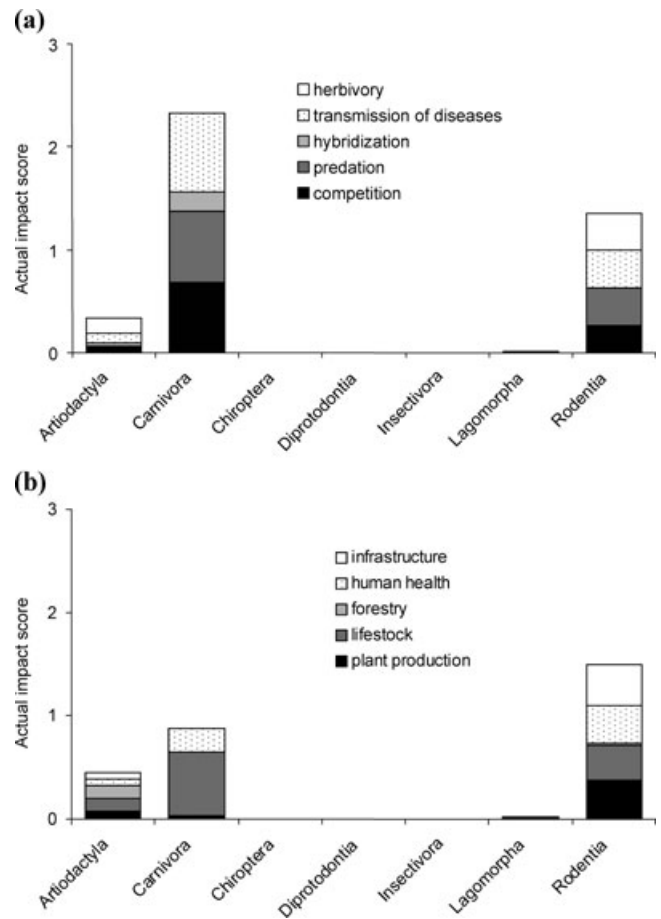 (a)
3
2
1
0
Actual impact score
herbivory
transmission of diseases
hybridization
predation
competition
Artiodactyla
Carnivora
Chiroptera
Diprotodontia
Insectivora
Lagomorpha
Rodentia
(b)
3
2
1
0
Actual impact score
infrastructure
human health
forestry
lifestock
plant production
Artiodactyla
Carnivora
Chiroptera
Diprotodontia
Insectivora
Lagomorpha
Rodentia